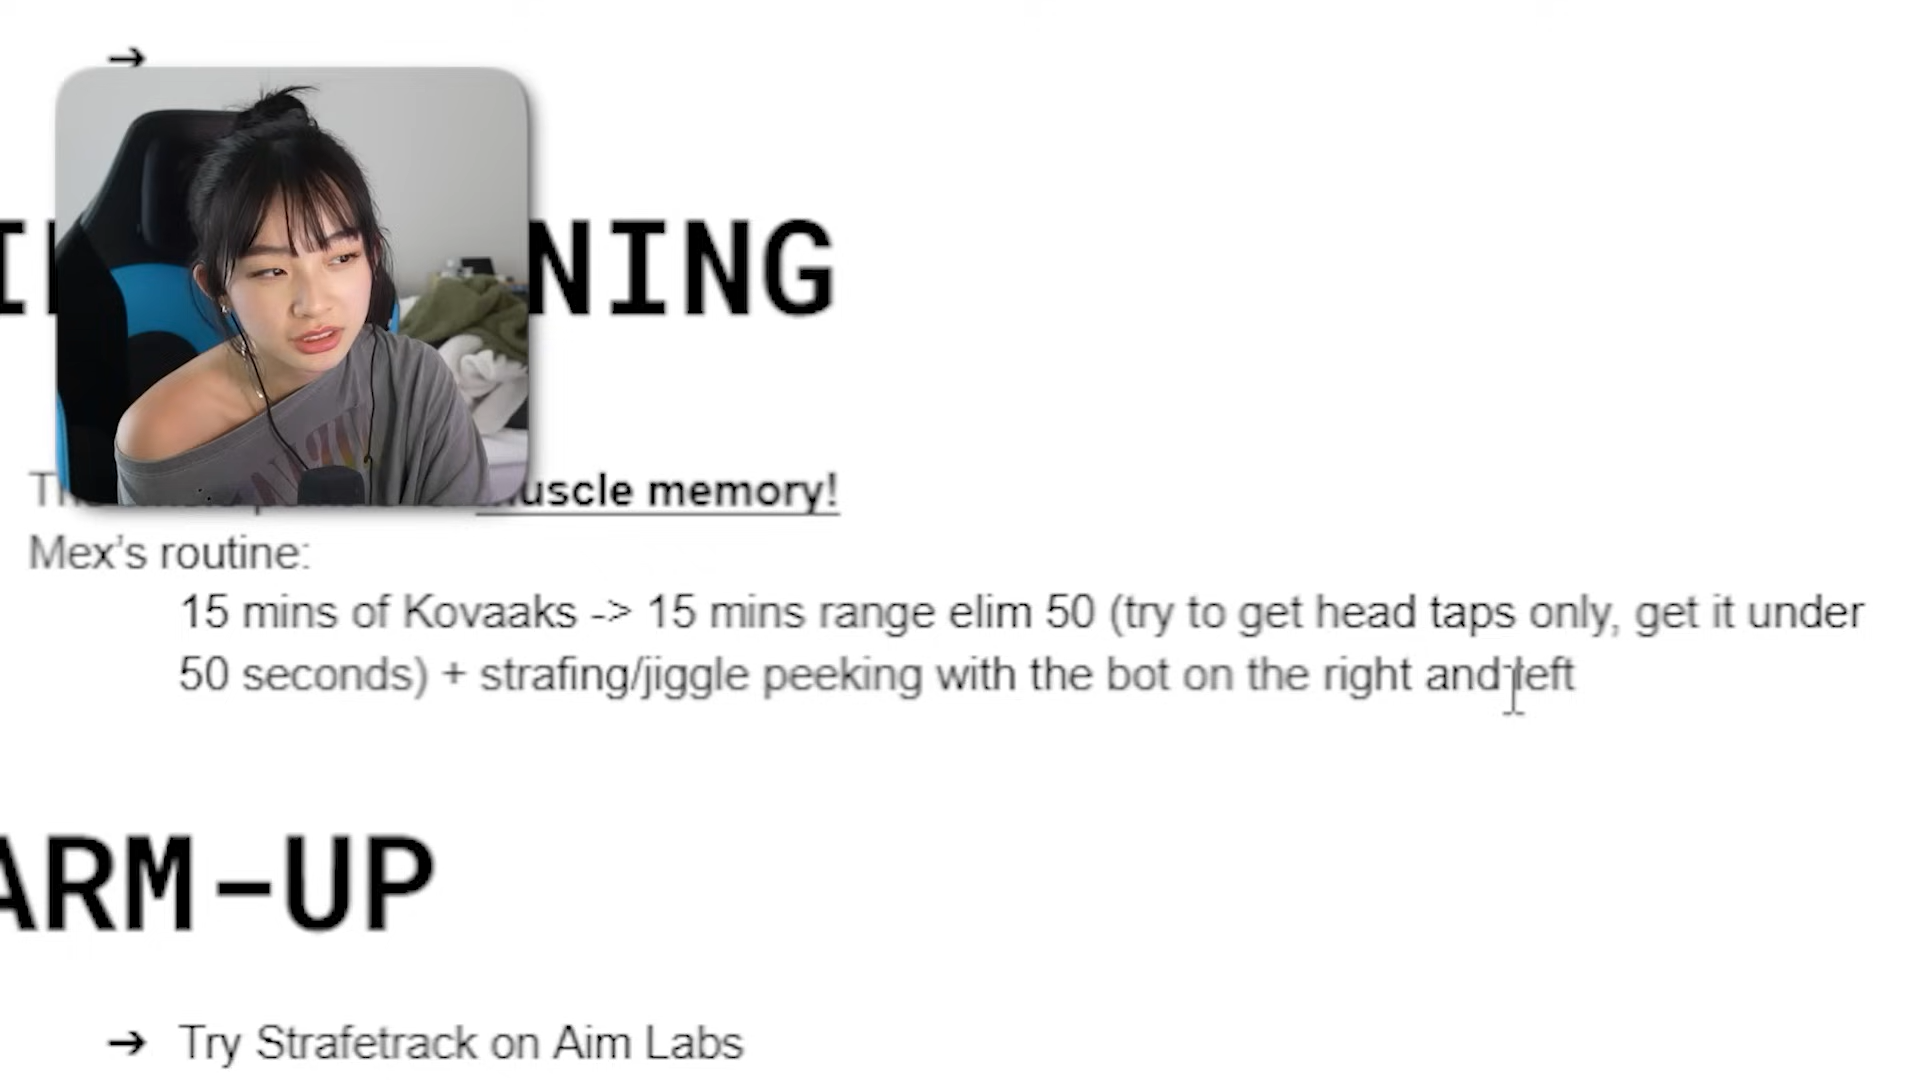 ➔
NING
muscle memory!
Mex's routine:
15 mins of Kovaaks -> 15 mins range elim 50 (try to get head taps only, get it under
50 seconds) + strafing/jiggle peeking with the bot on the right and left
ARM-UP
➔ Try Strafetrack on Aim Labs